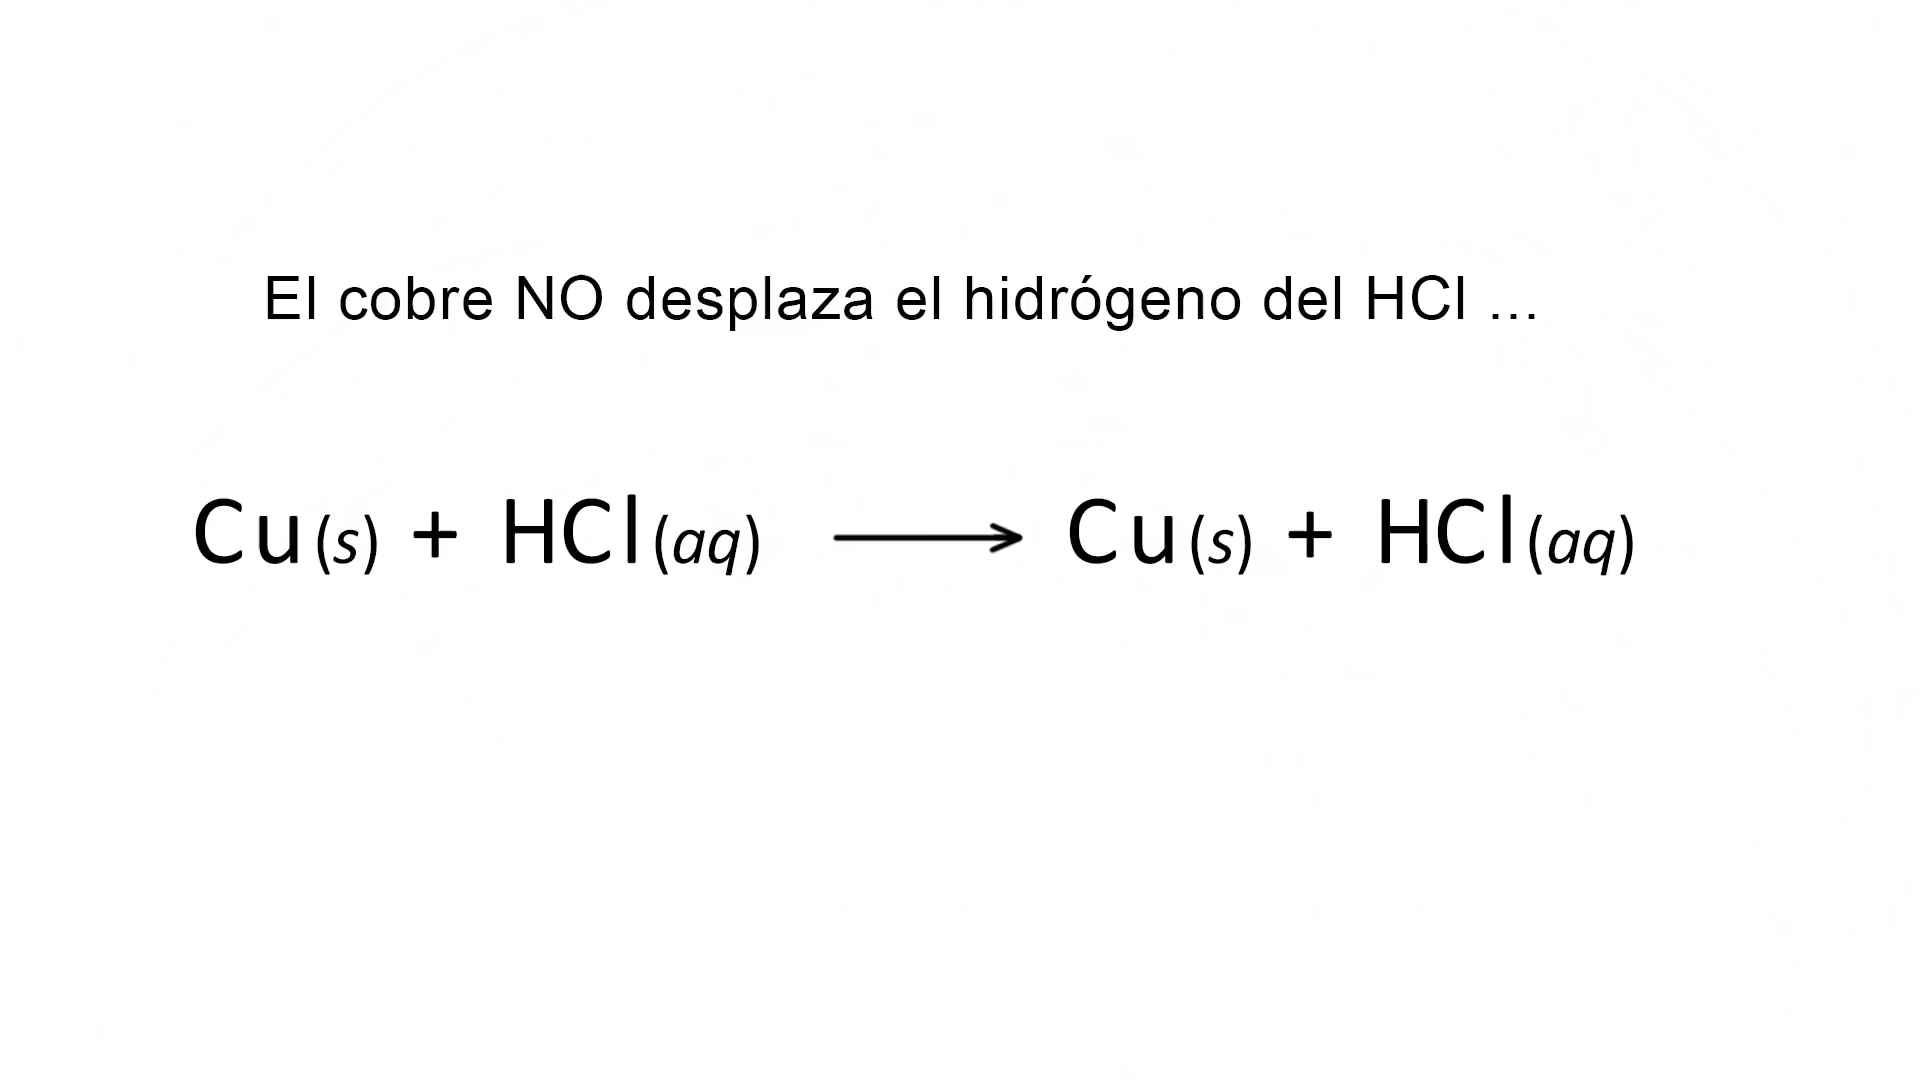 El cobre NO desplaza el hidrógeno del HCl ...
Cu(s) + HCl(aq) ⟶ Cu(s) + HCl(aq)